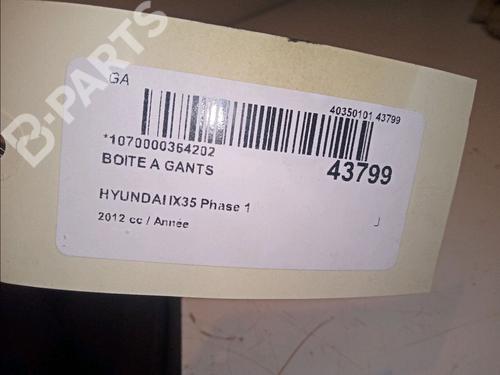 B-PARTS
GA
40350101 43799
*1070000364202
BOITE A GANTS
43799
HYUNDAI IX35 Phase 1
2012 cc / Année
J